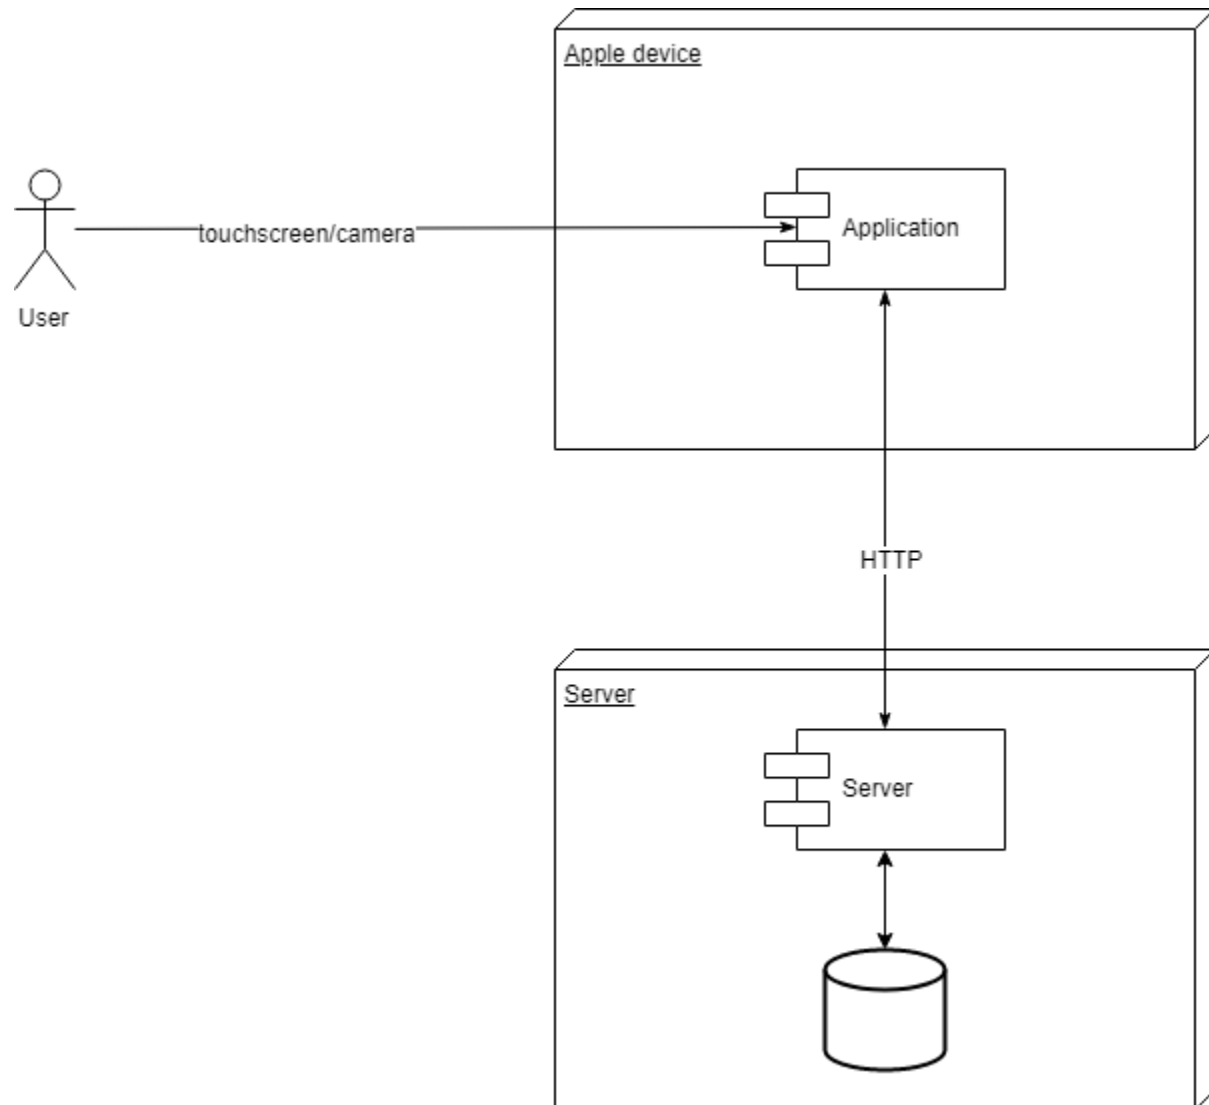 Apple device
touchscreen/camera
Application
User
HTTP
Server
Server